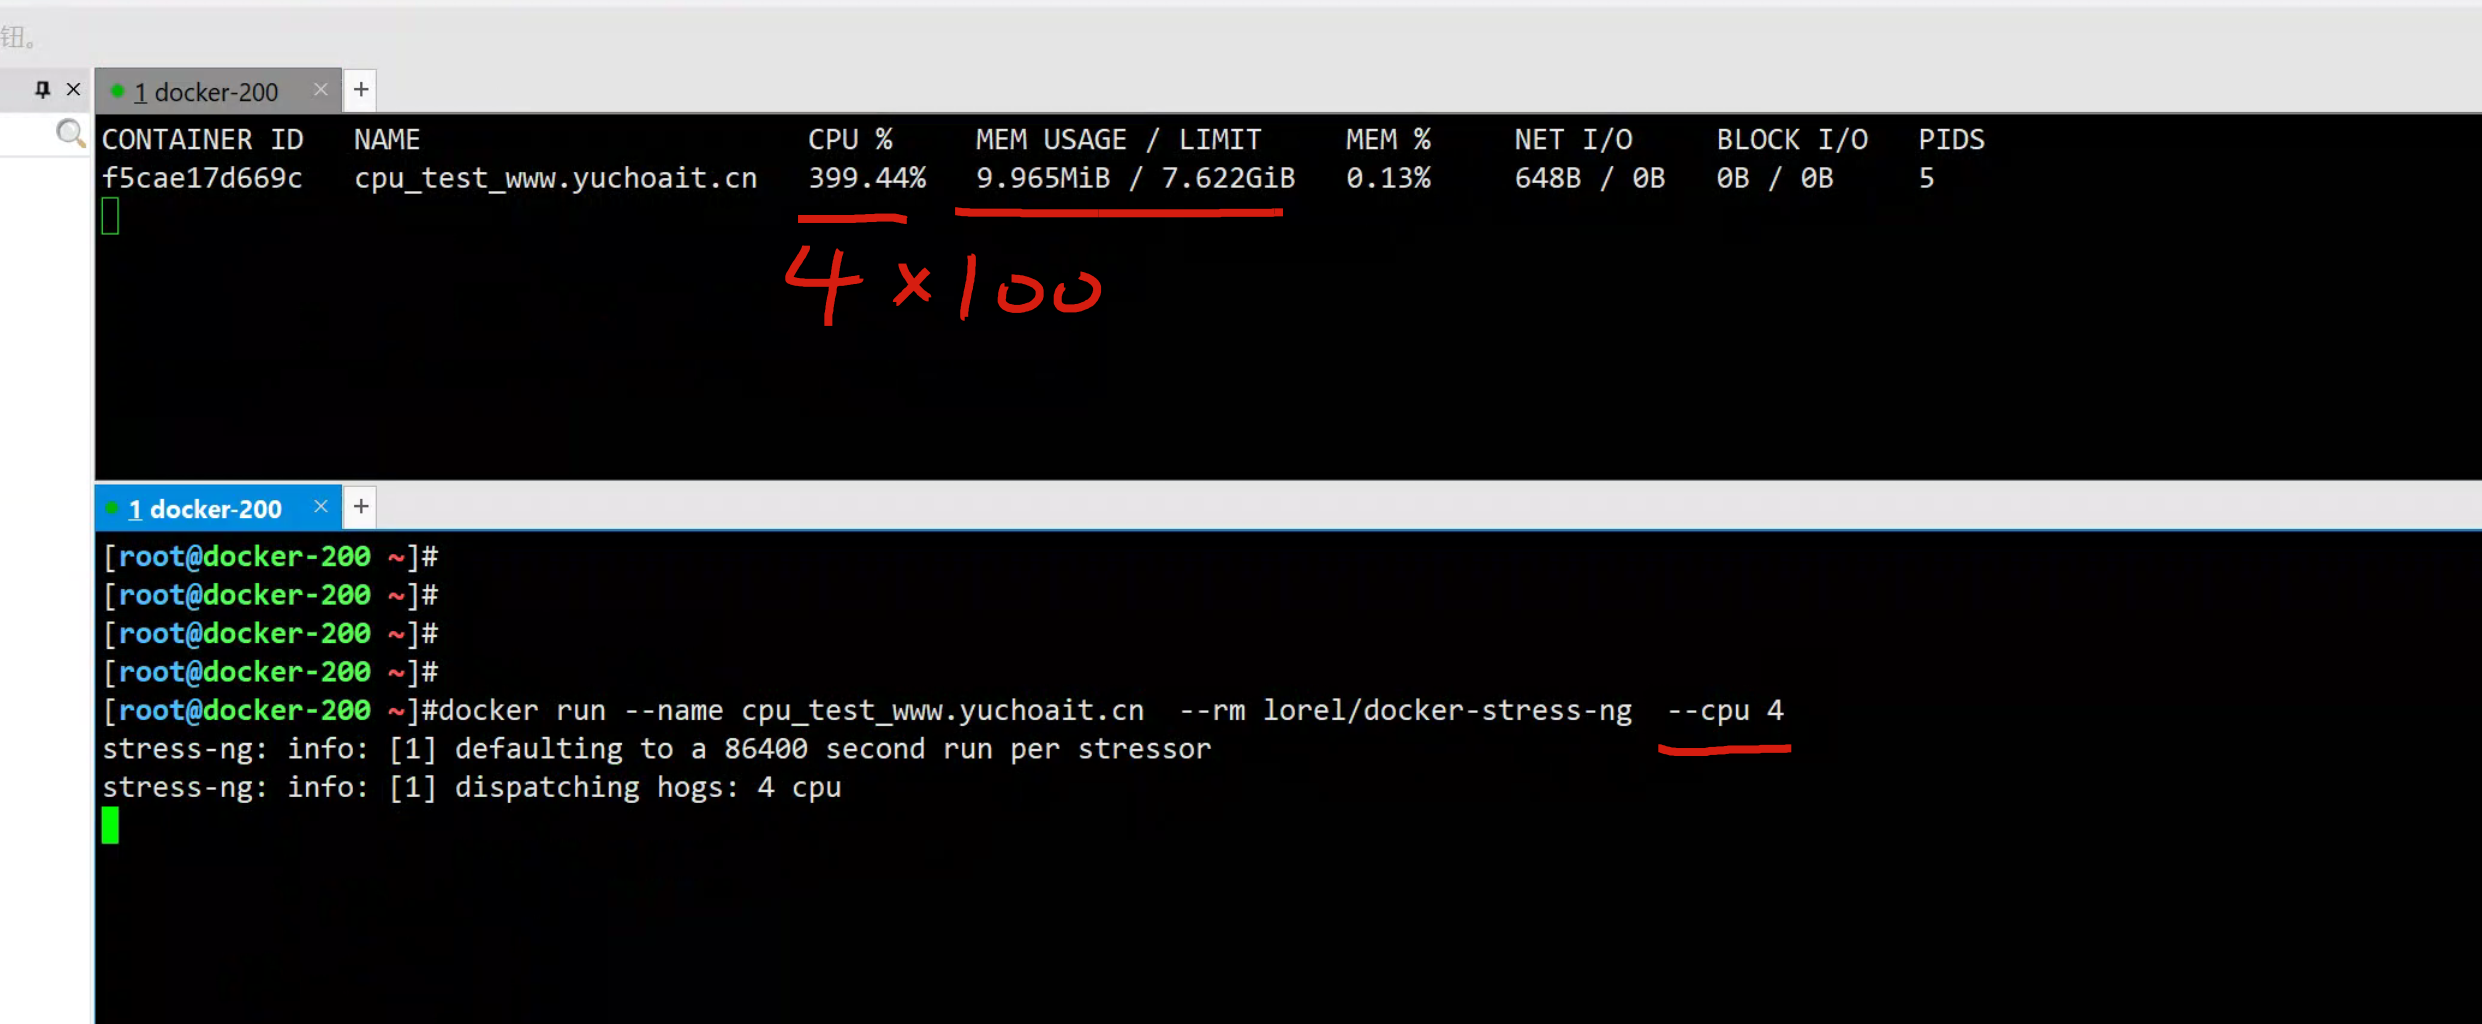 钮。
1 docker-200
CONTAINER ID NAME CPU % MEM USAGE / LIMIT MEM % NET I/O BLOCK I/O PIDS
f5cae17d669c cpu_test_www.yuchoait.cn 399.44% 9.965MiB / 7.622GiB 0.13% 648B / 0B 0B / 0B 5
4 × 100
1 docker-200
[root@docker-200 ~]#
[root@docker-200 ~]#
[root@docker-200 ~]#
[root@docker-200 ~]#
[root@docker-200 ~]#docker run --name cpu_test_www.yuchoait.cn --rm lorel/docker-stress-ng --cpu 4
stress-ng: info: [1] defaulting to a 86400 second run per stressor
stress-ng: info: [1] dispatching hogs: 4 cpu